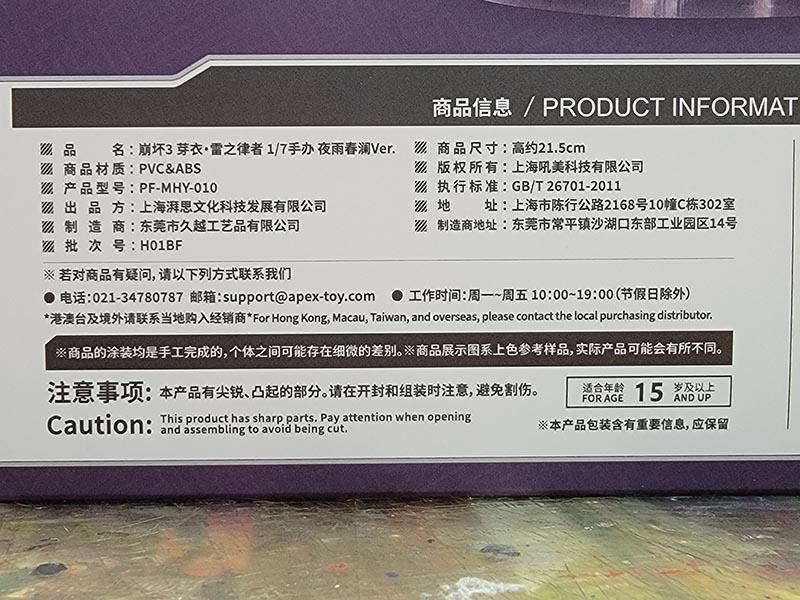 商品信息 / PRODUCT INFORMAT
品 名：崩坏3 芽衣·雷之律者 1/7手办 夜雨春澜Ver.
商品材质：PVC&ABS
产品型号：PF-MHY-010
出 品 方：上海湃思文化科技发展有限公司
制 造 商：东莞市久越工艺品有限公司
批 次 号：H01BF
商品尺寸：高约21.5cm
版权所有：上海吼美科技有限公司
执行标准：GB/T 26701-2011
地 址：上海市陈行公路2168号10幢C栋302室
制造商地址：东莞市常平镇沙湖口东部工业园区14号
※ 若对商品有疑问，请以下列方式联系我们
● 电话：021-34780787 邮箱：support@apex-toy.com ● 工作时间：周一~周五 10:00~19:00（节假日除外）
*港澳台及境外请联系当地购入经销商*For Hong Kong, Macau, Taiwan, and overseas, please contact the local purchasing distributor.
※商品的涂装均是手工完成的，个体之间可能存在细微的差别。※商品展示图系上色参考样品，实际产品可能会有所不同。
注意事项：本产品有尖锐、凸起的部分。请在开封和组装时注意，避免割伤。
Caution: This product has sharp parts. Pay attention when opening
and assembling to avoid being cut.
适合年龄 15 岁及以上
FOR AGE AND UP
※本产品包装含有重要信息，应保留